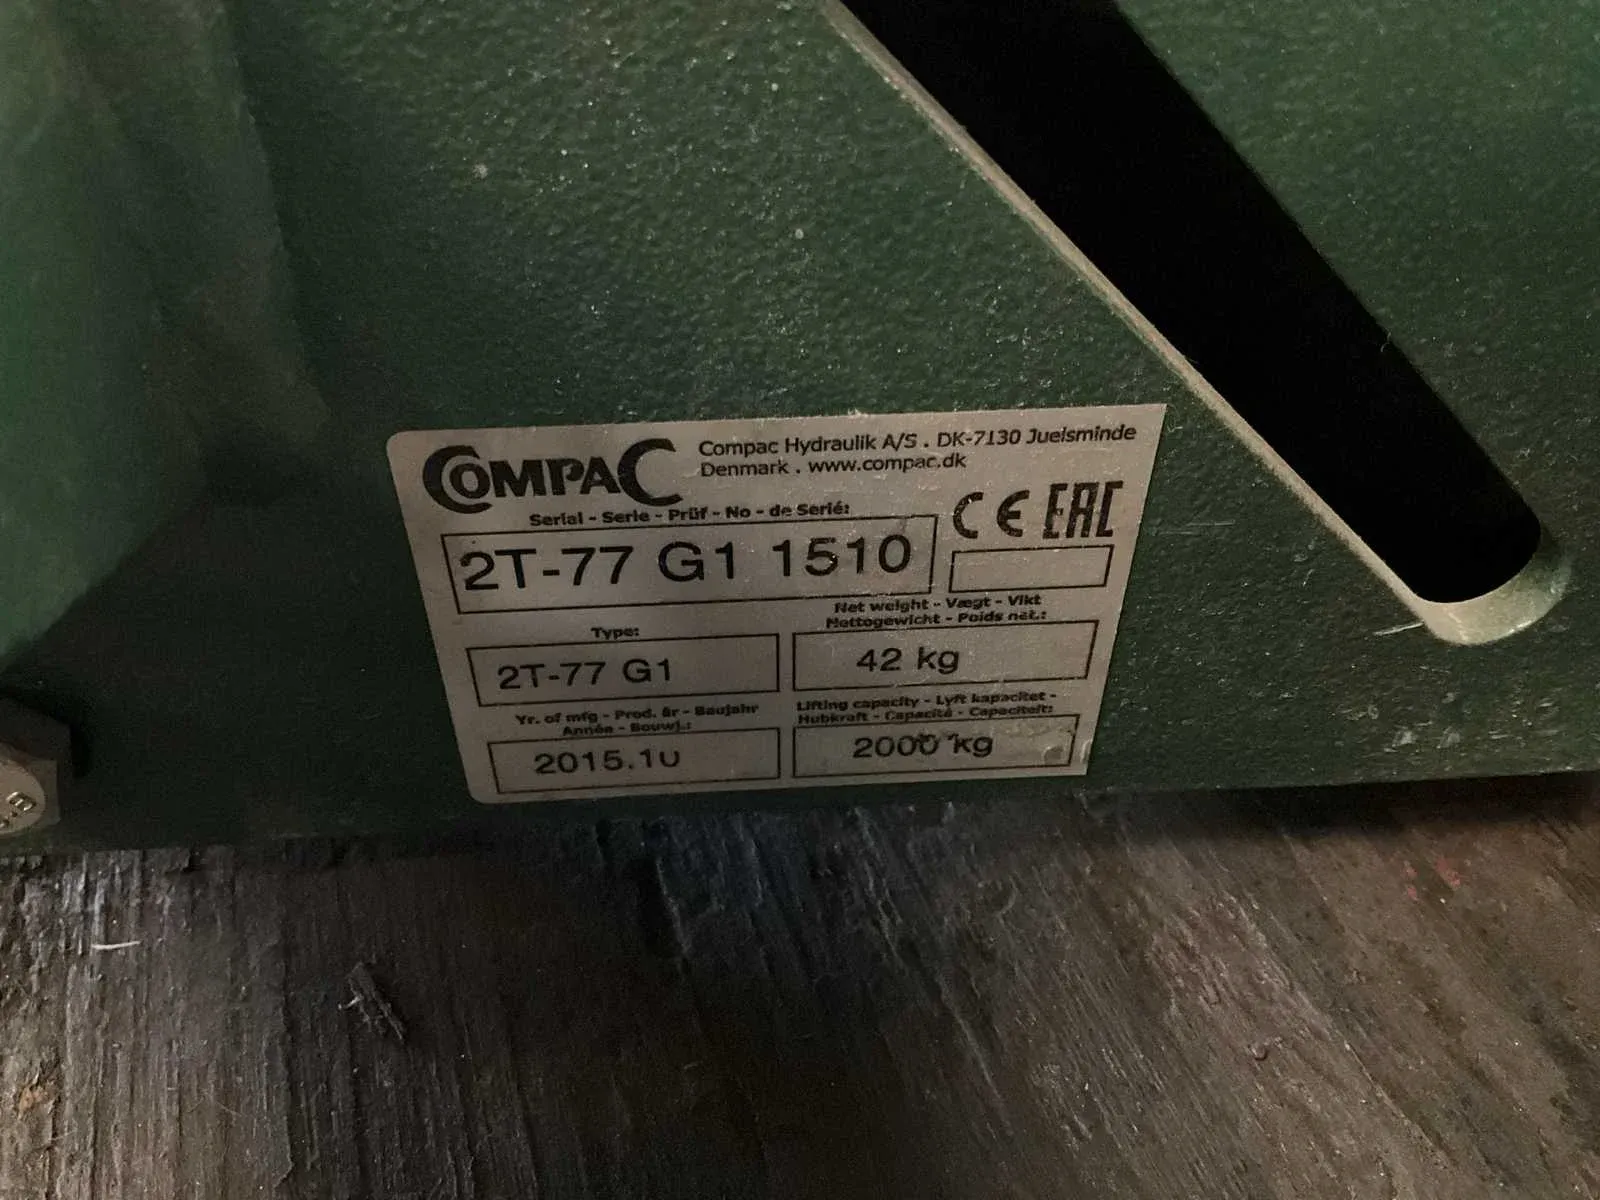 COMPAC
Compac Hydraulik A/S . DK-7130 Juelsminde
Denmark . www.compac.dk
Serial - Serie - Prüf - No - de Serié:
CE EAC
2T-77 G1 1510
Net weight - Vægt - Vikt
Nettogewicht - Poids net.:
Type:
42 kg
2T-77 G1
Lifting capacity - Lyft kapacitet -
Hubkraft - Capacité - Capaciteit:
Yr. of mfg - Prod. år - Baujahr
Année - Bouwj.:
2000 kg
2015.10